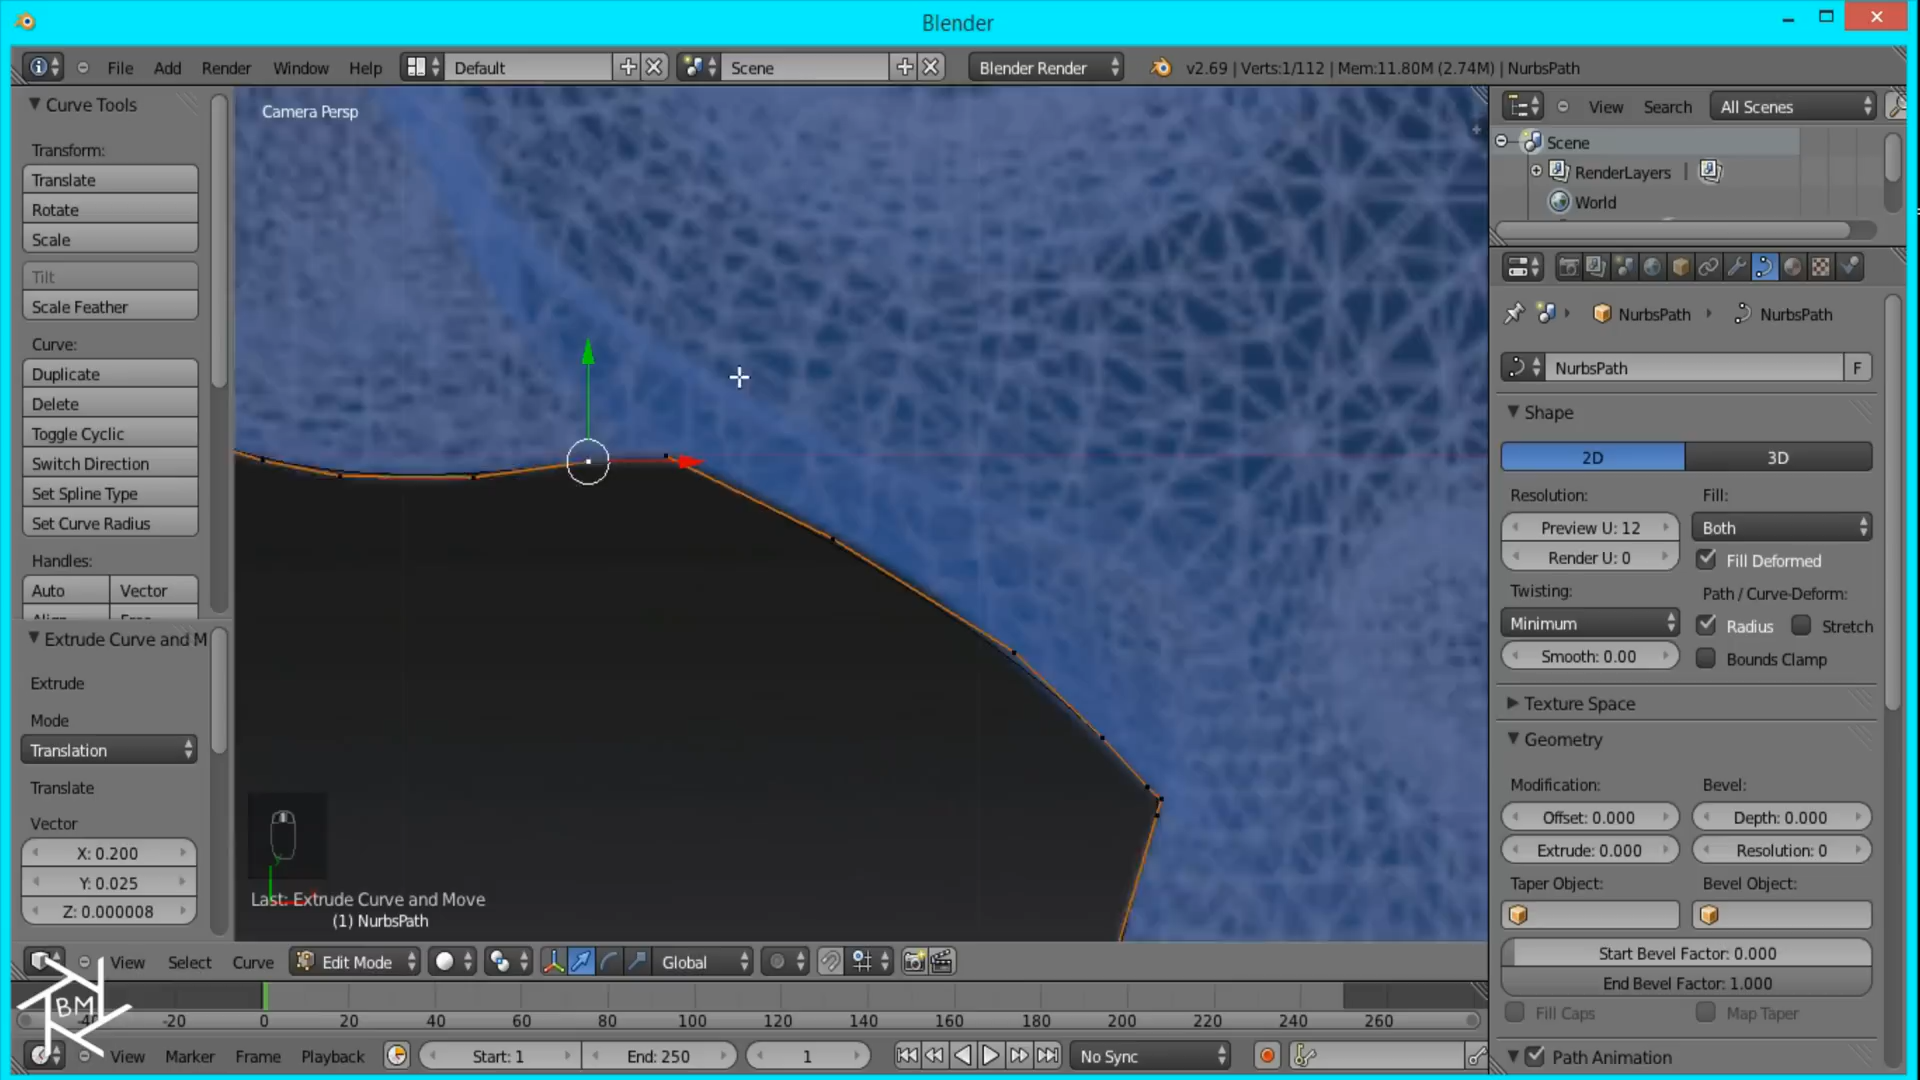 Blender
File Add Render Window Help Default Scene Blender Render v2.69 | Verts:1/112 | Mem:11.80M (2.74M) | NurbsPath
Curve Tools
Transform:
Translate
Rotate
Scale
Tilt
Scale Feather
Curve:
Duplicate
Delete
Toggle Cyclic
Switch Direction
Set Spline Type
Set Curve Radius
Handles:
Auto Vector
Extrude Curve and M
Extrude
Mode
Translation
Translate
Vector
X: 0.200
Y: 0.025
Z: 0.000008
Camera Persp
Last: Extrude Curve and Move
(1) NurbsPath
View Select Curve Edit Mode Global
-20 0 20 40 60 80 100 120 140 160 180 200 220 240 260
View Marker Frame Playback Start: 1 End: 250 1 No Sync
BM
View Search All Scenes
Scene
RenderLayers
World
NurbsPath NurbsPath
NurbsPath F
Shape
2D 3D
Resolution: Fill:
Preview U: 12 Both
Render U: 0 Fill Deformed
Twisting: Path / Curve-Deform:
Minimum Radius Stretch
Smooth: 0.00 Bounds Clamp
Texture Space
Geometry
Modification: Bevel:
Offset: 0.000 Depth: 0.000
Extrude: 0.000 Resolution: 0
Taper Object: Bevel Object:
Start Bevel Factor: 0.000
End Bevel Factor: 1.000
Fill Caps Map Taper
Path Animation